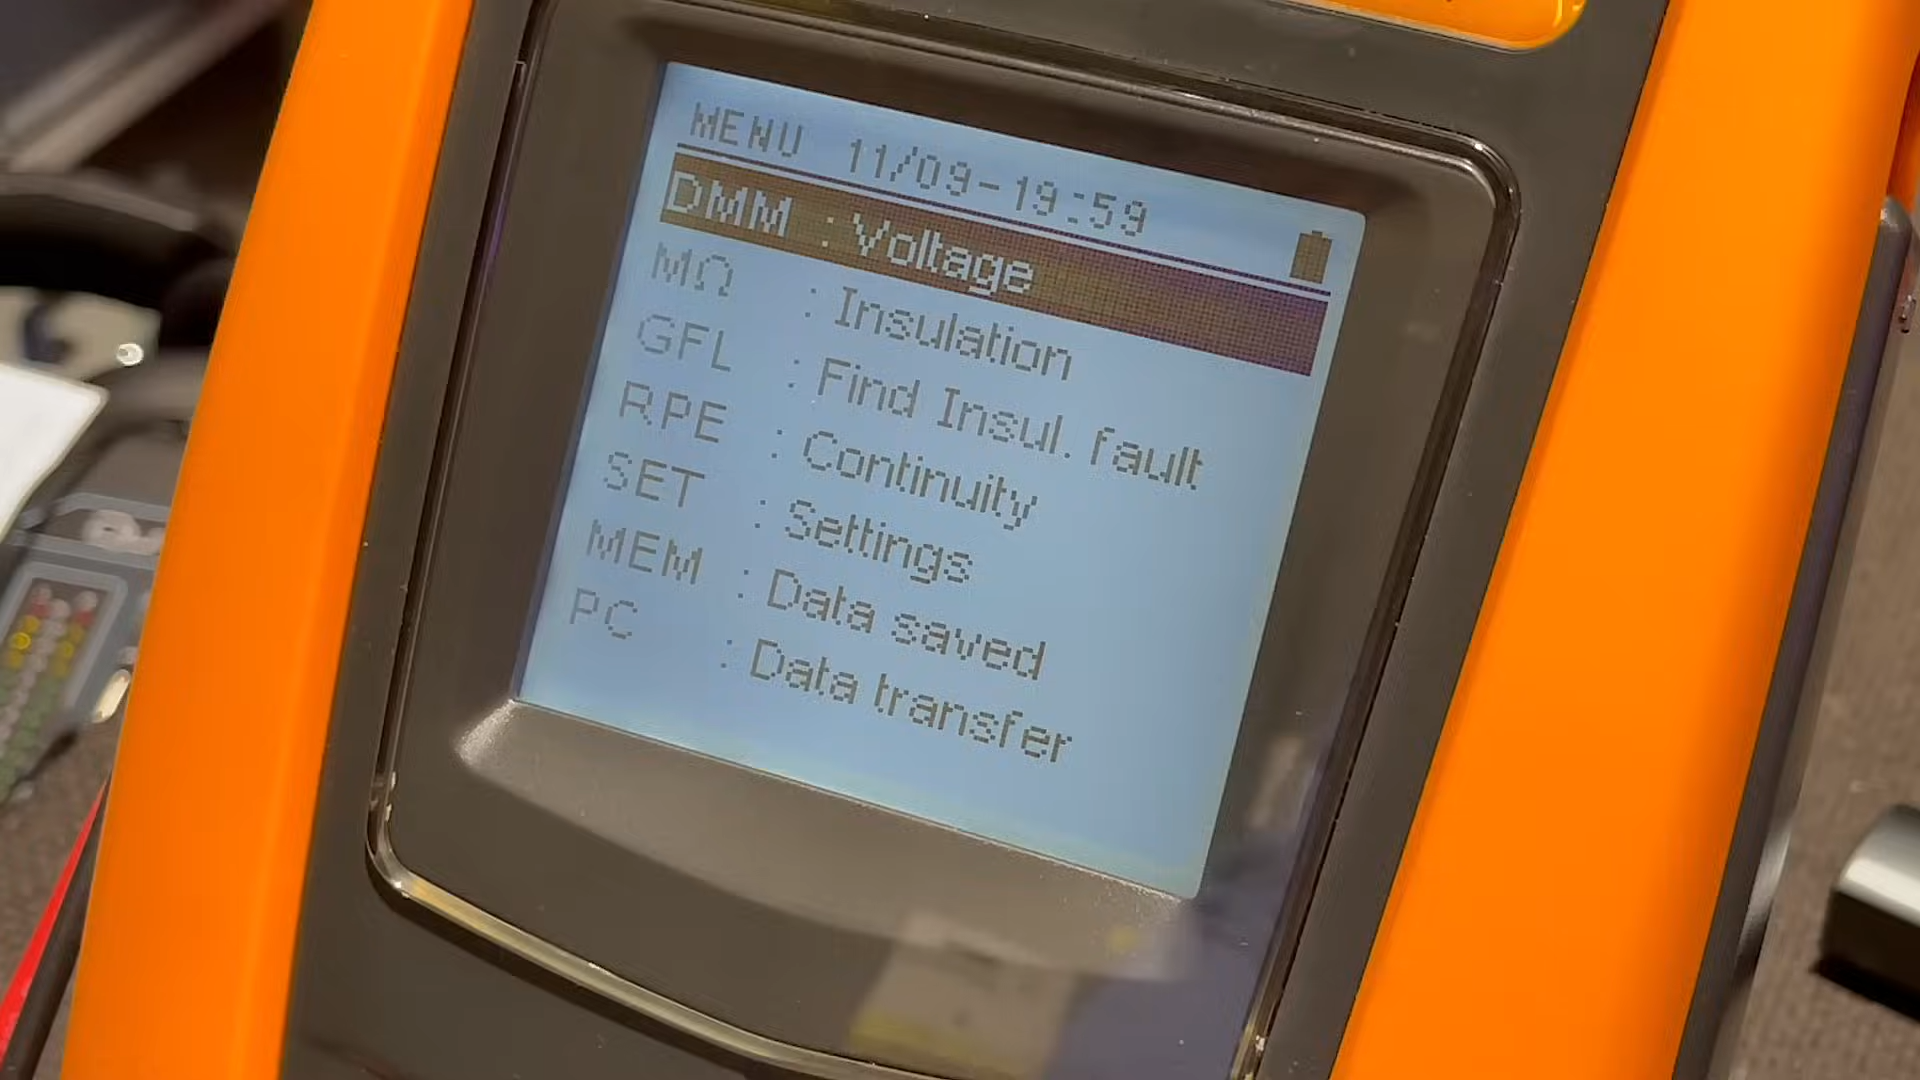 MENU 11/09-19:59
DMM : Voltage
MΩ : Insulation
GFL : Find Insul. fault
RPE : Continuity
SET : Settings
MEM : Data saved
PC : Data transfer